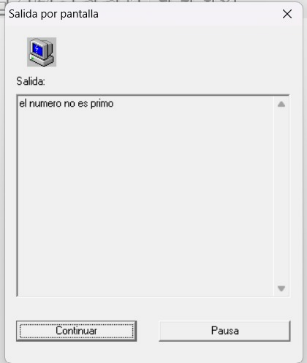 Salida por pantalla
Salida:
el numero no es primo
Continuar
Pausa